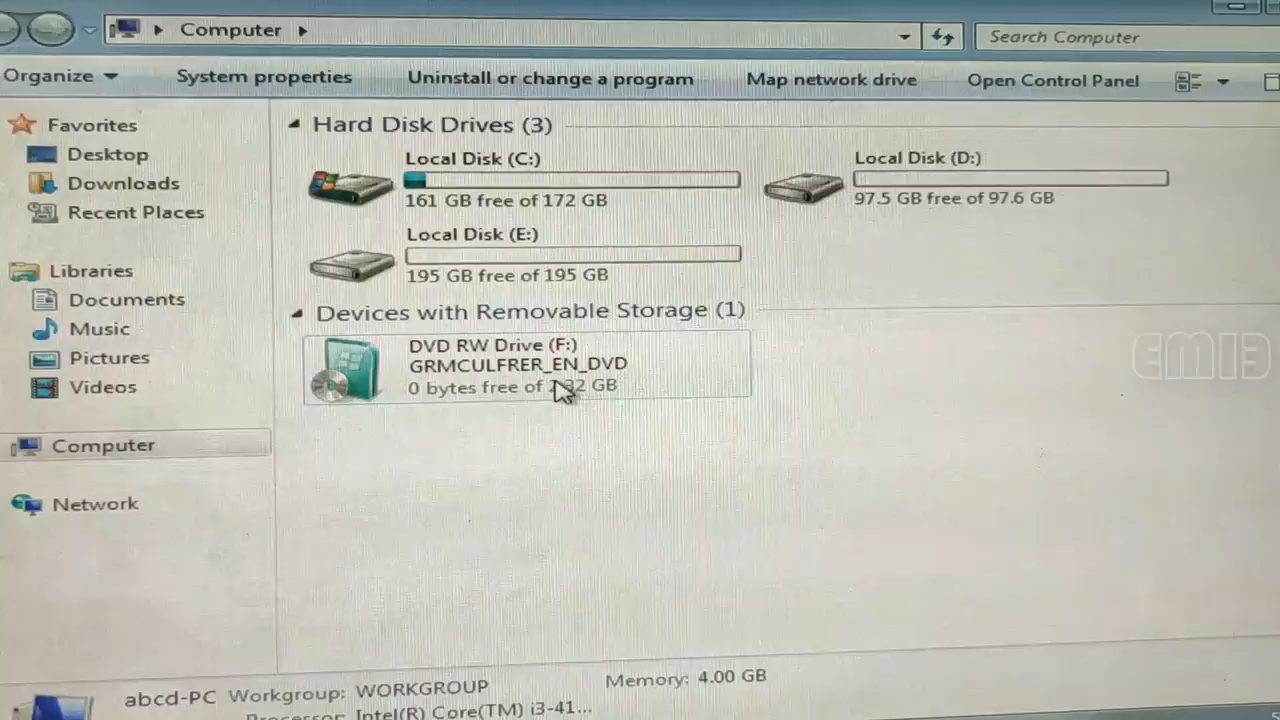 Computer
Search Computer
Organize
System properties
Uninstall or change a program
Map network drive
Open Control Panel
Favorites
Desktop
Downloads
Recent Places
Libraries
Documents
Music
Pictures
Videos
Computer
Network
Hard Disk Drives (3)
Local Disk (C:)
161 GB free of 172 GB
Local Disk (D:)
97.5 GB free of 97.6 GB
Local Disk (E:)
195 GB free of 195 GB
Devices with Removable Storage (1)
DVD RW Drive (F:)
GRMCULFRER_EN_DVD
0 bytes free of GB
abcd-PC Workgroup: WORKGROUP
Memory: 4.00 GB
Processor: Intel(R) Core(TM) i3-41...